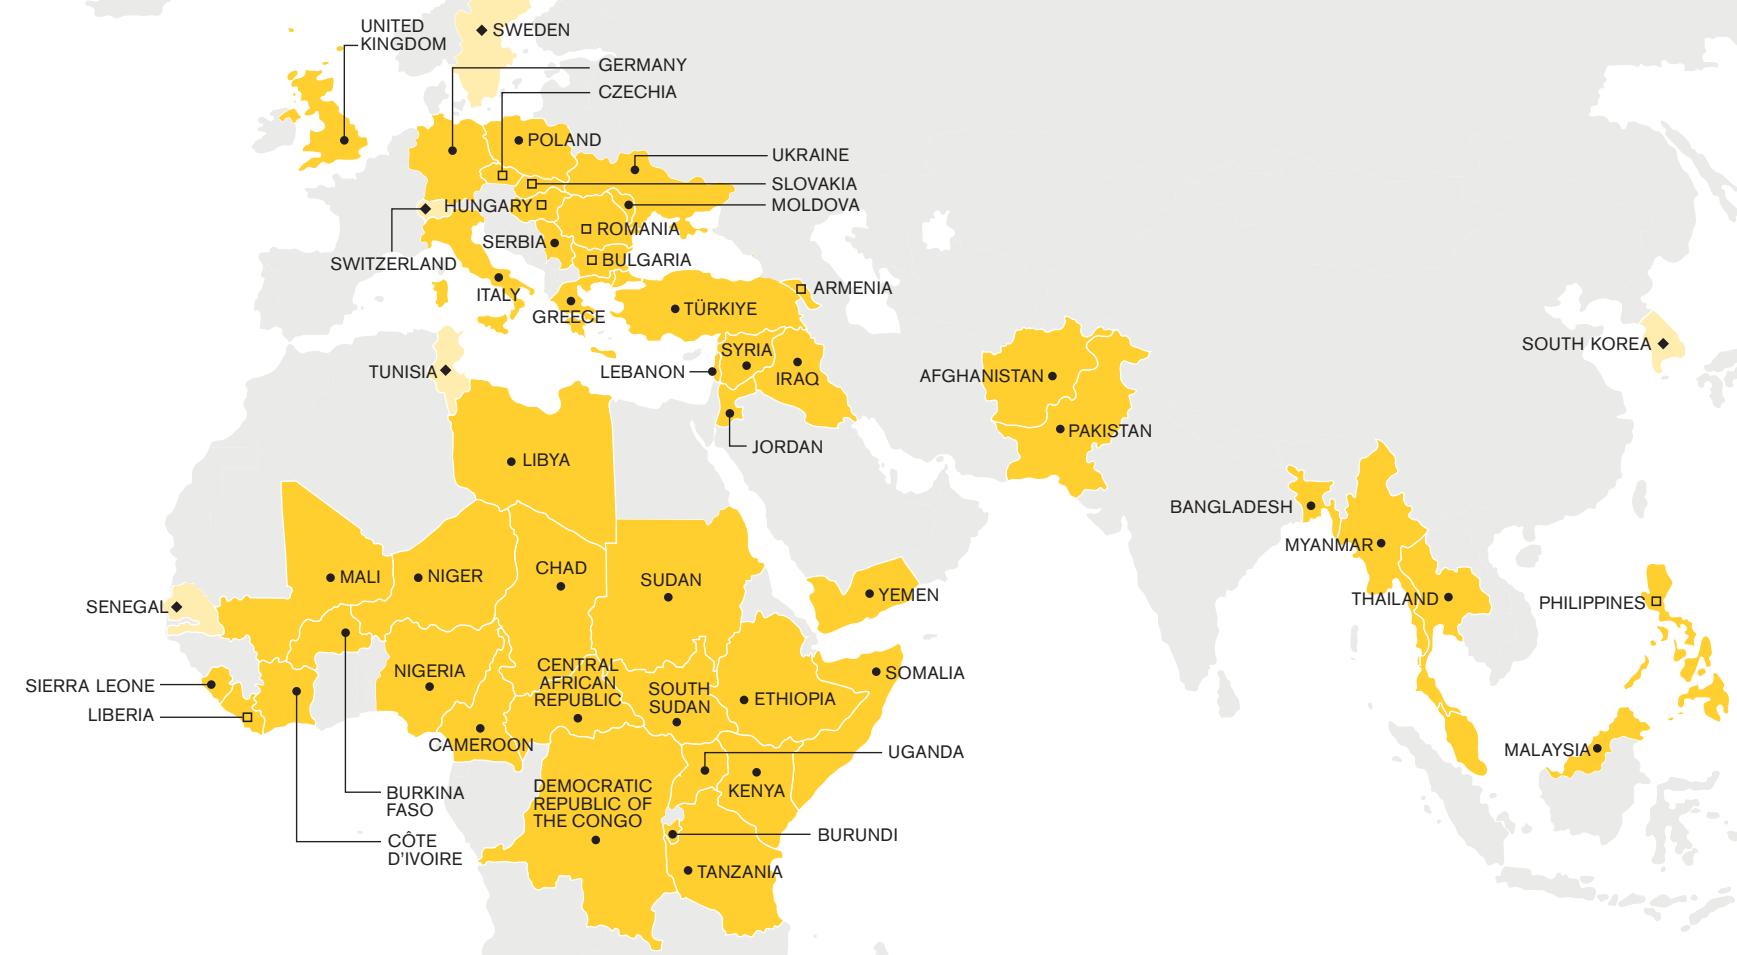 UNITED
KINGDOM
SWEDEN
GERMANY
CZECHIA
POLAND
UKRAINE
SLOVAKIA
HUNGARY
MOLDOVA
ROMANIA
SERBIA
SWITZERLAND
BULGARIA
ITALY
GREECE
TÜRKIYE
ARMENIA
SYRIA
LEBANON
IRAQ
TUNISIA
JORDAN
AFGHANISTAN
PAKISTAN
SOUTH KOREA
LIBYA
BANGLADESH
MYANMAR
THAILAND
PHILIPPINES
MALAYSIA
MALI
NIGER
CHAD
SUDAN
YEMEN
SENEGAL
SIERRA LEONE
LIBERIA
NIGERIA
CENTRAL
AFRICAN
REPUBLIC
SOUTH
SUDAN
ETHIOPIA
SOMALIA
CAMEROON
UGANDA
KENYA
BURKINA
FASO
CÔTE
D'IVOIRE
DEMOCRATIC
REPUBLIC OF
THE CONGO
BURUNDI
TANZANIA